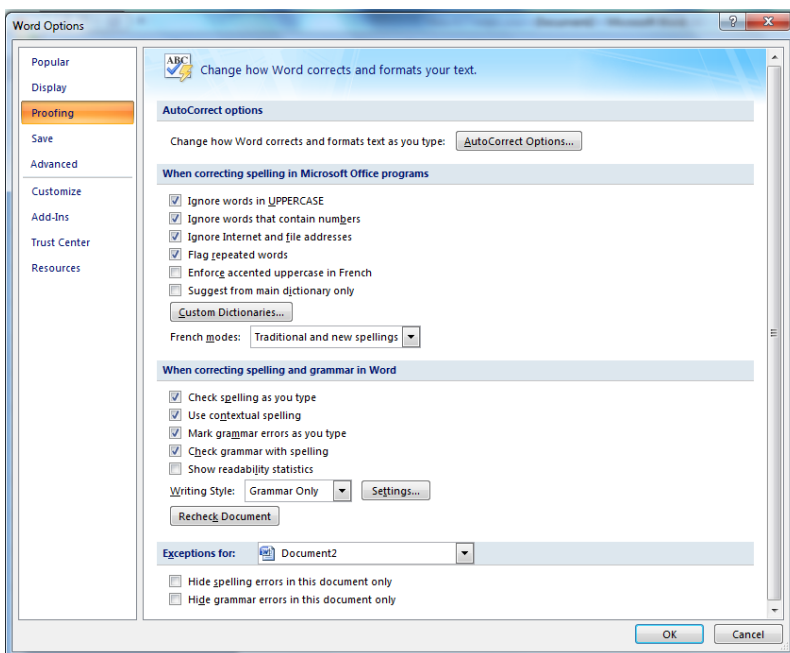 Word Options
Popular
Display
Proofing
Save
Advanced
Customize
Add-Ins
Trust Center
Resources
ABC
Change how Word corrects and formats your text.
AutoCorrect options
Change how Word corrects and formats text as you type: AutoCorrect Options...
When correcting spelling in Microsoft Office programs
Ignore words in UPPERCASE
Ignore words that contain numbers
Ignore Internet and file addresses
Flag repeated words
Enforce accented uppercase in French
Suggest from main dictionary only
Custom Dictionaries...
French modes: Traditional and new spellings
When correcting spelling and grammar in Word
Check spelling as you type
Use contextual spelling
Mark grammar errors as you type
Check grammar with spelling
Show readability statistics
Writing Style: Grammar Only Settings...
Recheck Document
Exceptions for: Document2
Hide spelling errors in this document only
Hide grammar errors in this document only
OK Cancel